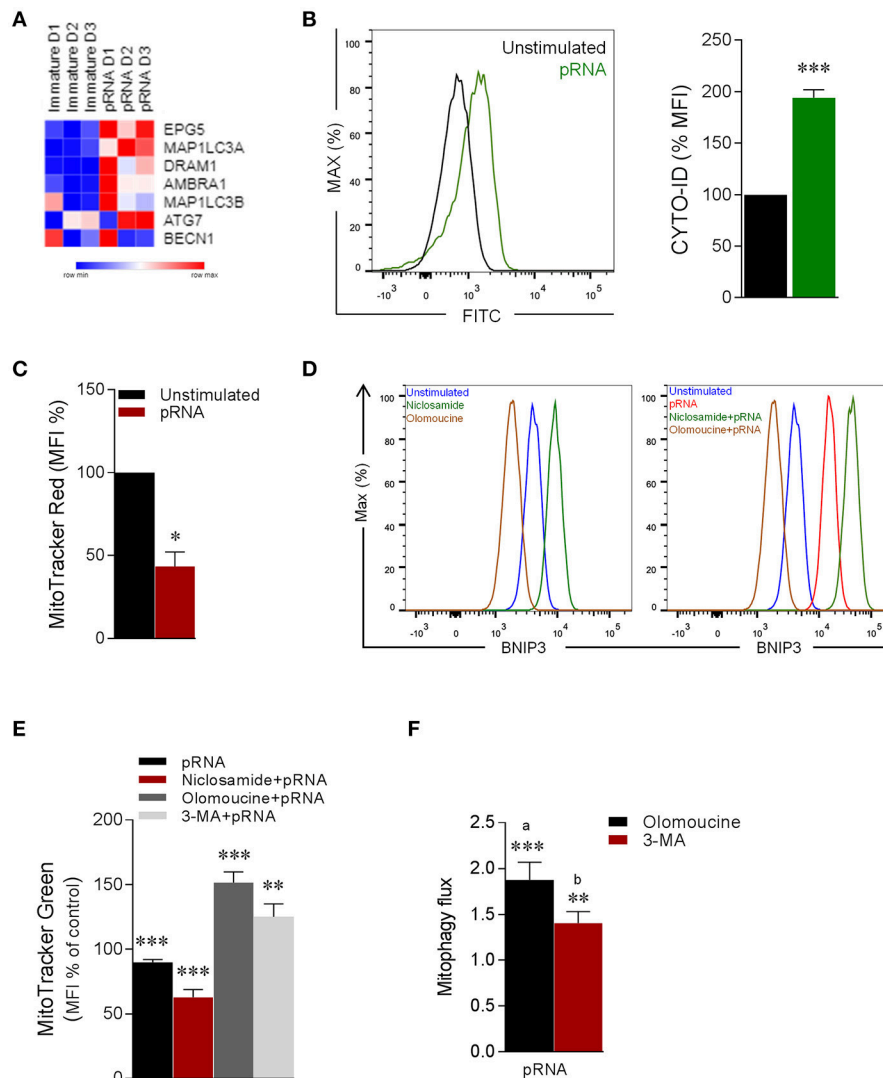 A
Immature D1
Immature D2
Immature D3
pRNA D1
pRNA D2
pRNA D3
EPG5
MAP1LC3A
DRAM1
AMBRA1
MAP1LC3B
ATG7
BECN1
row min
row max
B
Unstimulated
pRNA
MAX (%)
100
80
60
40
20
0
-10³
0
10³
10⁴
10⁵
FITC
CYTO-ID (% MFI)
250
200
150
100
50
0
***
C
MitoTracker Red (MFI %)
150
100
50
0
Unstimulated
pRNA
*
D
Max (%)
100
80
60
40
20
0
Unstimulated
Niclosamide
Olomoucine
-10³
0
10³
10⁴
10⁵
BNIP3
100
80
60
40
20
0
Unstimulated
pRNA
Niclosamide+pRNA
Olomoucine+pRNA
-10³
0
10³
10⁴
10⁵
BNIP3
E
pRNA
Niclosamide+pRNA
Olomoucine+pRNA
3-MA+pRNA
MitoTracker Green
(MFI % of control)
200
150
100
50
0
***
***
***
**
F
Olomoucine
3-MA
Mitophagy flux
2.5
2.0
1.5
1.0
0.5
0.0
a
***
b
**
pRNA